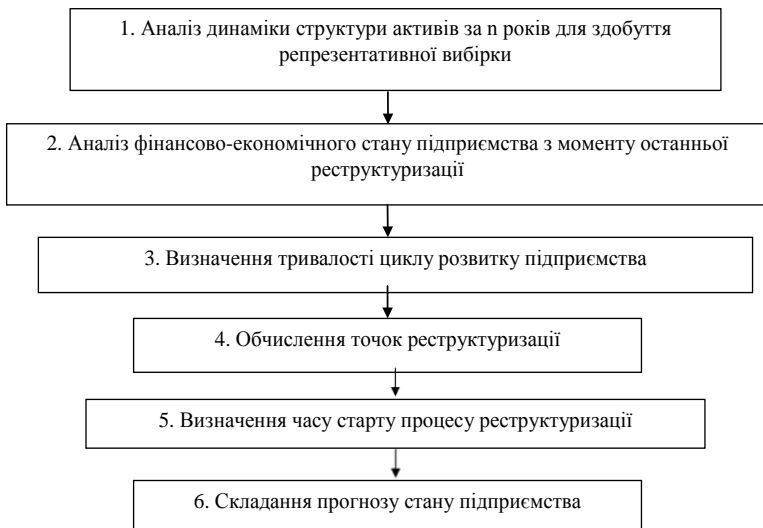 1. Аналіз динаміки структури активів за n років для здобуття
репрезентативної вибірки
2. Аналіз фінансово-економічного стану підприємства з моменту останньої
реструктуризації
3. Визначення тривалості циклу розвитку підприємства
4. Обчислення точок реструктуризації
5. Визначення часу старту процесу реструктуризації
6. Складання прогнозу стану підприємства